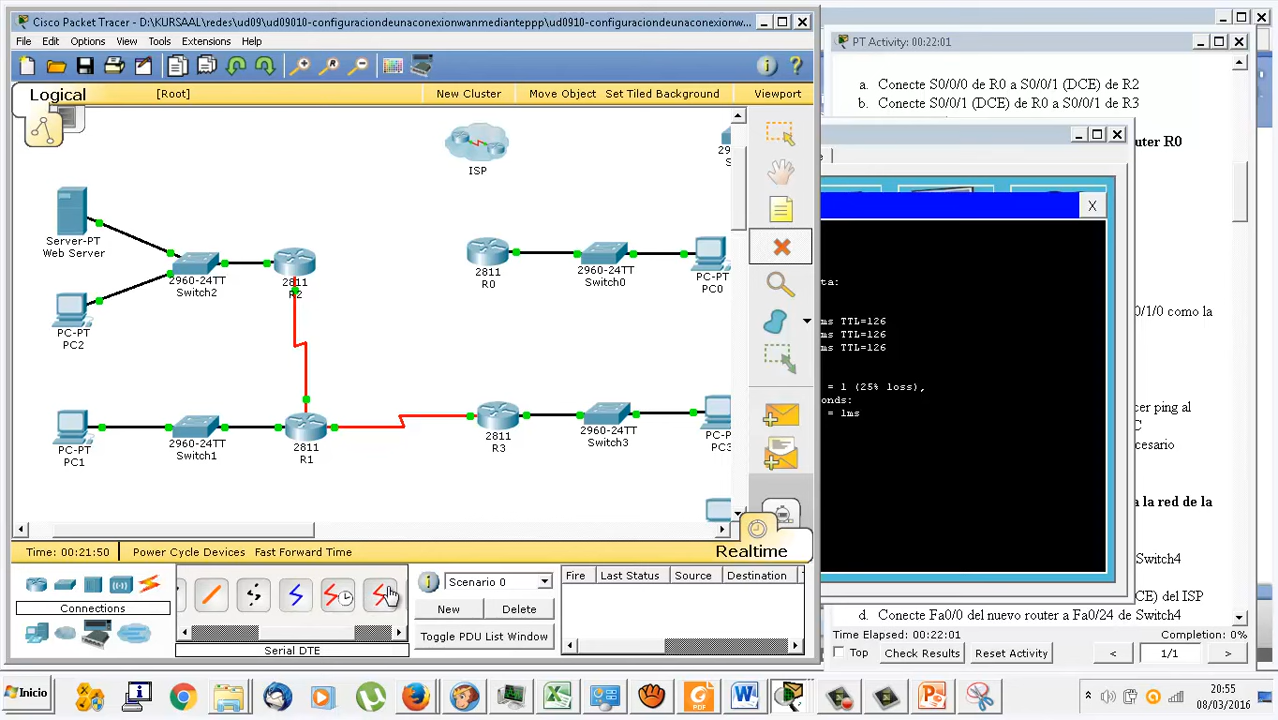 Cisco Packet Tracer - D:\KURSAAL\redes\ud09\ud09010-configuraciondeunaconexionwanmedianteppp\ud0910-configuraciondeunaconexionw...
File Edit Options View Tools Extensions Help
Logical [Root] New Cluster Move Object Set Tiled Background Viewport
ISP
Server-PT
Web Server
2960-24TT
Switch2
2811
R2
2811
R0
2960-24TT
Switch0
PC-PT
PC0
PC-PT
PC2
PC-PT
PC1
2960-24TT
Switch1
2811
R1
2811
R3
2960-24TT
Switch3
Time: 00:21:50 Power Cycle Devices Fast Forward Time
Realtime
Connections
Serial DTE
Scenario 0
New Delete
Toggle PDU List Window
Fire Last Status Source Destination
PT Activity: 00:22:01
a. Conecte S0/0/0 de R0 a S0/0/1 (DCE) de R2
b. Conecte S0/0/1 (DCE) de R0 a S0/0/1 de R3
uter R0
X
ta:
ms TTL=126
ms TTL=126
ms TTL=126
= 1 (25% loss),
onds:
= 1ms
0/1/0 como la
cer ping al
C
cesario
a la red de la
Switch4
CE) del ISP
d. Conecte Fa0/0 del nuevo router a Fa0/24 de Switch4
Time Elapsed: 00:22:01 Completion: 0%
Top Check Results Reset Activity < 1/1 >
Inicio
20:55
08/03/2016